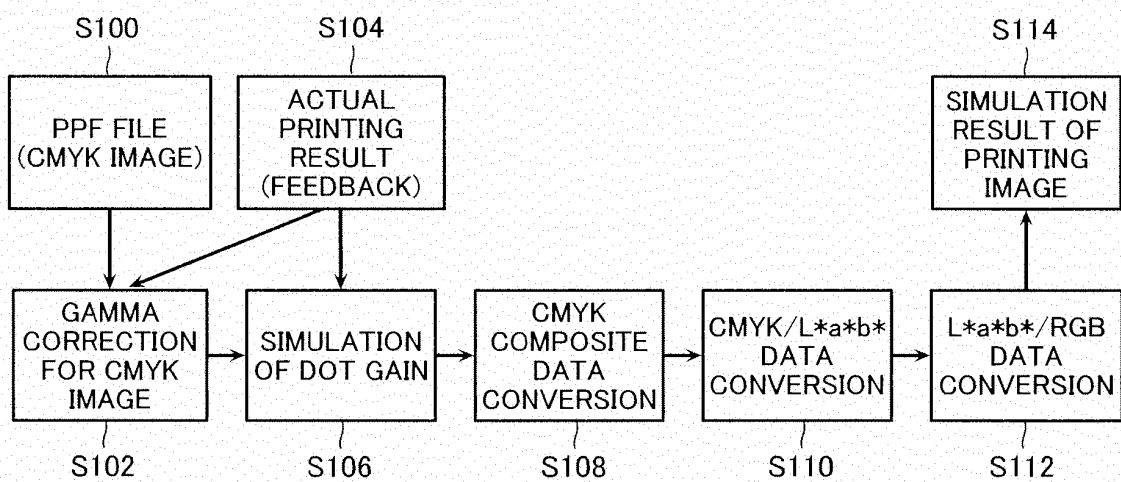 S100
S104
S114
PPF FILE
(CMYK IMAGE)
ACTUAL
PRINTING
RESULT
(FEEDBACK)
SIMULATION
RESULT OF
PRINTING
IMAGE
GAMMA
CORRECTION
FOR CMYK
IMAGE
SIMULATION
OF DOT GAIN
CMYK
COMPOSITE
DATA
CONVERSION
CMYK/L*a*b*
DATA
CONVERSION
L*a*b*/RGB
DATA
CONVERSION
S102
S106
S108
S110
S112